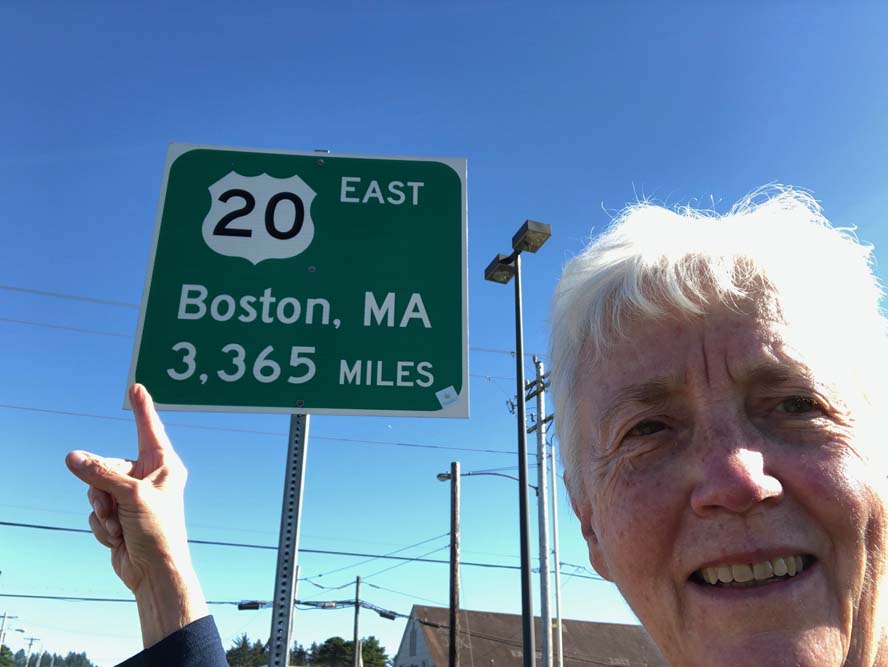 20 EAST
Boston, MA
3,365 MILES